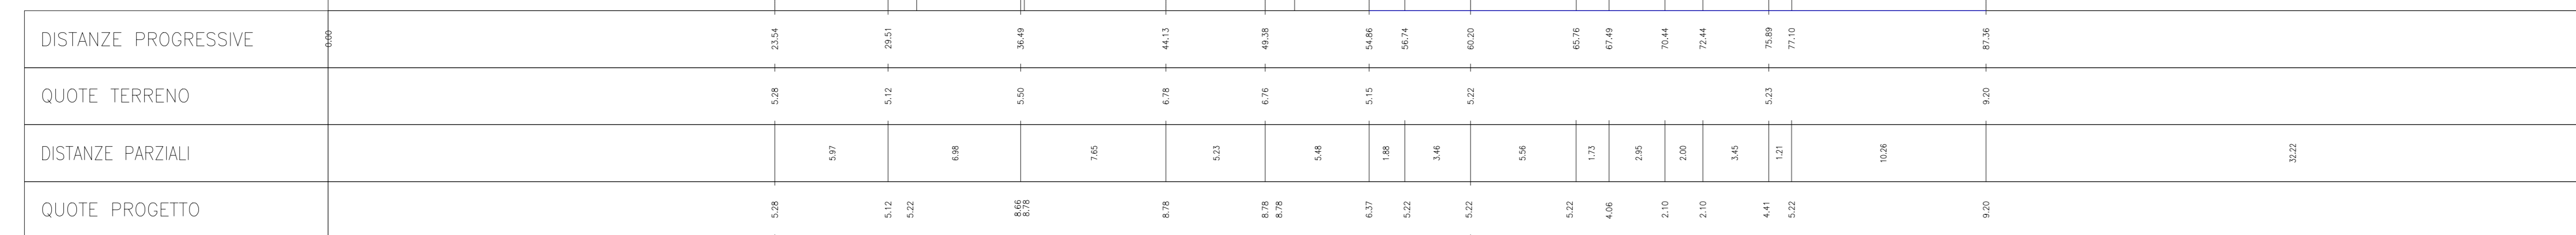 DISTANZE PROGRESSIVE 0.00 23.54 29.51 36.49 44.13 49.38 54.86 56.74 60.20 65.76 67.49 70.44 72.44 75.89 77.10 87.36
QUOTE TERRENO 5.28 5.12 5.50 6.78 6.76 5.15 5.22 5.23 9.20
DISTANZE PARZIALI 5.97 6.98 7.65 5.23 5.48 1.88 3.46 5.56 1.73 2.95 2.00 3.45 1.21 10.26 32.22
QUOTE PROGETTO 5.28 5.12 5.22 8.66 8.78 8.78 8.78 8.78 6.37 5.22 5.22 5.22 4.06 2.10 2.10 4.41 5.22 9.20